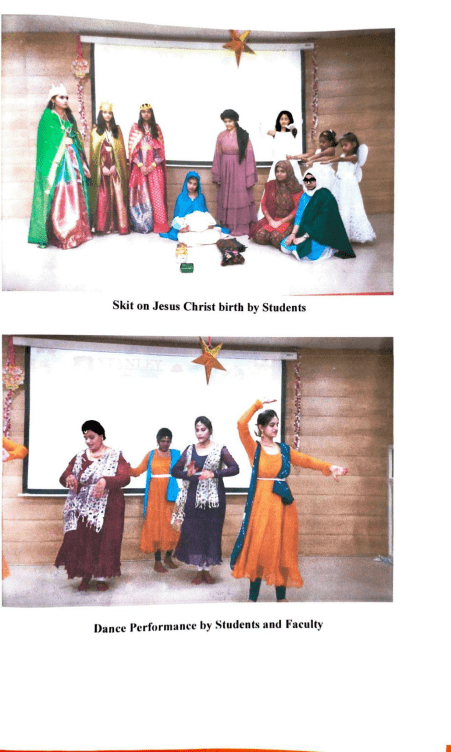 Skit on Jesus Christ birth by Students
Dance Performance by Students and Faculty